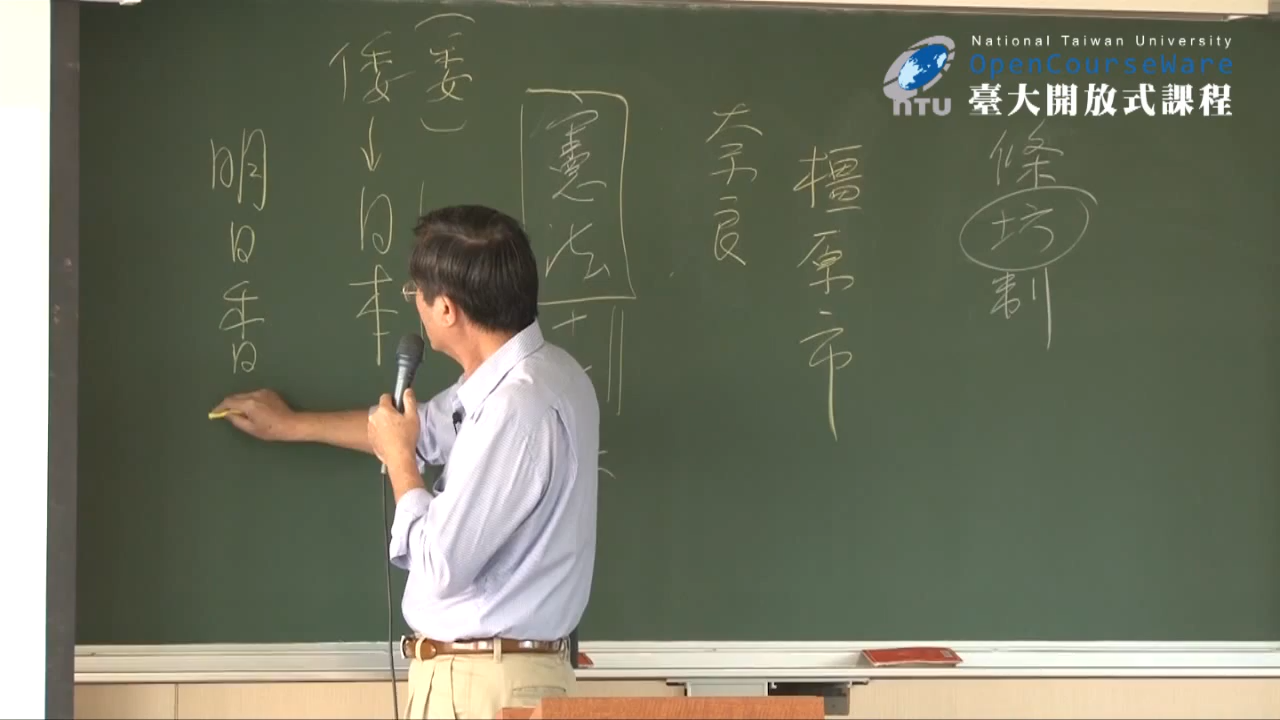 National Taiwan University
OpenCourseWare
臺大開放式課程
NTU
條坊制
橿原市
奈良
憲法
倭(委)
日本
明日香